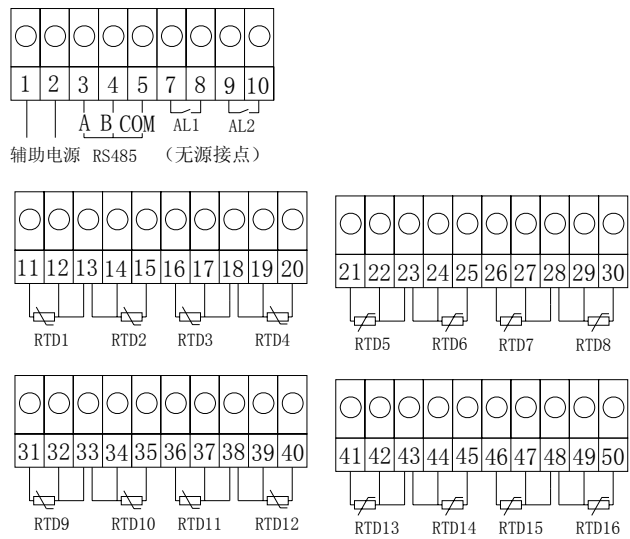 1 2 3 4 5 7 8 9 10
A B COM AL1 AL2
辅助电源 RS485 （无源接点）
11 12 13 14 15 16 17 18 19 20
RTD1 RTD2 RTD3 RTD4
21 22 23 24 25 26 27 28 29 30
RTD5 RTD6 RTD7 RTD8
31 32 33 34 35 36 37 38 39 40
RTD9 RTD10 RTD11 RTD12
41 42 43 44 45 46 47 48 49 50
RTD13 RTD14 RTD15 RTD16